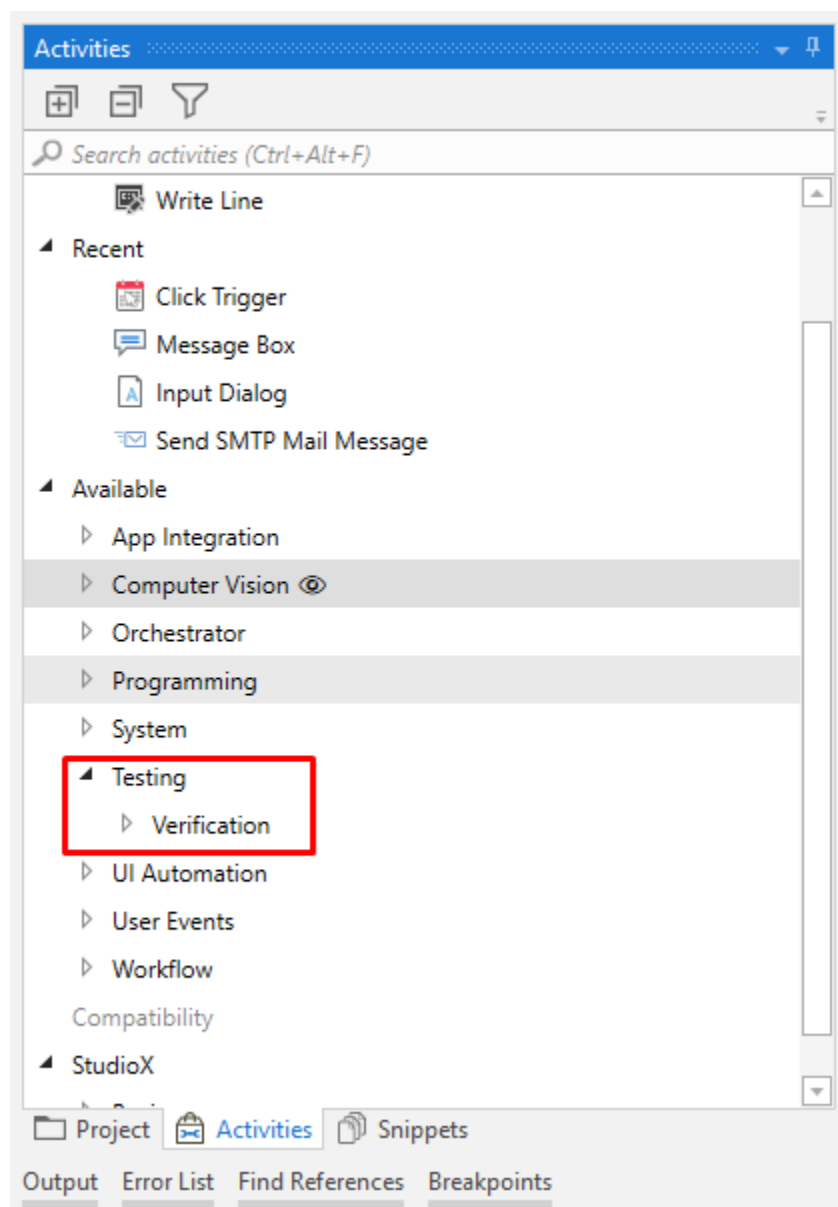 Activities
Search activities (Ctrl+Alt+F)
Write Line
Recent
Click Trigger
Message Box
Input Dialog
Send SMTP Mail Message
Available
App Integration
Computer Vision
Orchestrator
Programming
System
Testing
Verification
UI Automation
User Events
Workflow
Compatibility
StudioX
Project Activities Snippets
Output Error List Find References Breakpoints